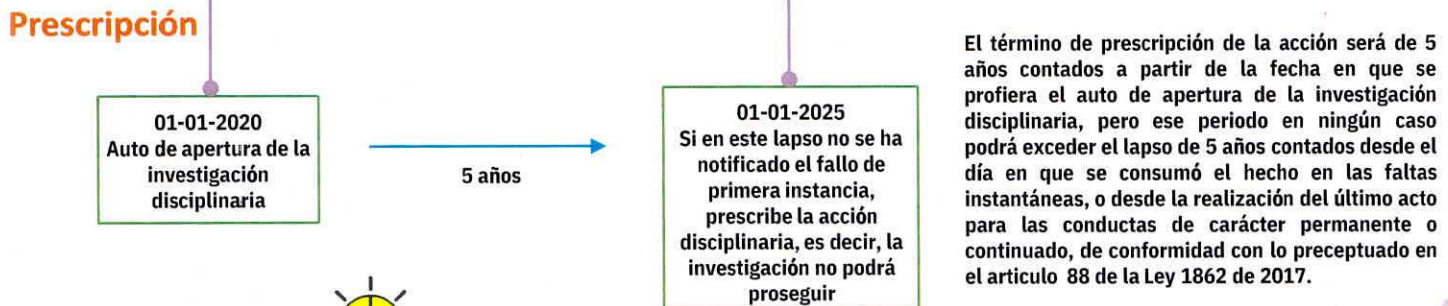 Prescripción
01-01-2020
Auto de apertura de la
investigación
disciplinaria
5 años
01-01-2025
Si en este lapso no se ha
notificado el fallo de
primera instancia,
prescribe la acción
disciplinaria, es decir, la
investigación no podrá
proseguir
El término de prescripción de la acción será de 5
años contados a partir de la fecha en que se
profiera el auto de apertura de la investigación
disciplinaria, pero ese periodo en ningún caso
podrá exceder el lapso de 5 años contados desde el
día en que se consumó el hecho en las faltas
instantáneas, o desde la realización del último acto
para las conductas de carácter permanente o
continuado, de conformidad con lo preceptuado en
el articulo 88 de la Ley 1862 de 2017.